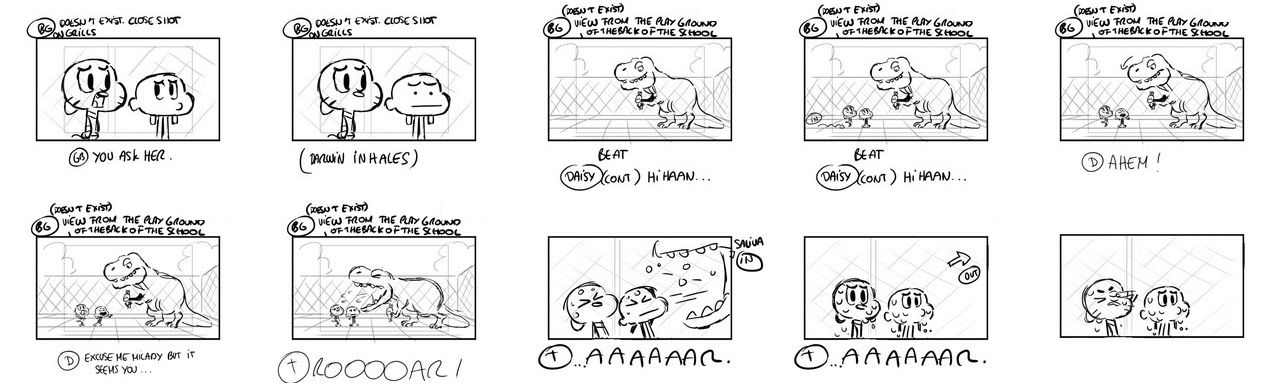 BG DOESN'T EXIST. CLOSE SHOT
ON GRILLS
GB YOU ASK HER.
BG DOESN'T EXIST. CLOSE SHOT
ON GRILLS
(DARWIN INHALES)
(DOESN'T EXIST)
BG VIEW FROM THE PLAY GROUND
OF THE BACK OF THE SCHOOL
BEAT
DAISY (CONT) HIHAAN...
(DOESN'T EXIST)
BG VIEW FROM THE PLAY GROUND
OF THE BACK OF THE SCHOOL
IN
BEAT
DAISY (CONT) HIHAAN...
(DOESN'T EXIST)
BG VIEW FROM THE PLAY GROUND
OF THE BACK OF THE SCHOOL
D AHEM!
(DOESN'T EXIST)
BG VIEW FROM THE PLAY GROUND
OF THE BACK OF THE SCHOOL
D EXCUSE ME MILADY BUT IT
SEEMS YOU...
(DOESN'T EXIST)
BG VIEW FROM THE PLAY GROUND
OF THE BACK OF THE SCHOOL
T ROOOOAR!
SALIVA
IN
T ...AAAAAAR.
OUT
T ...AAAAAAR.